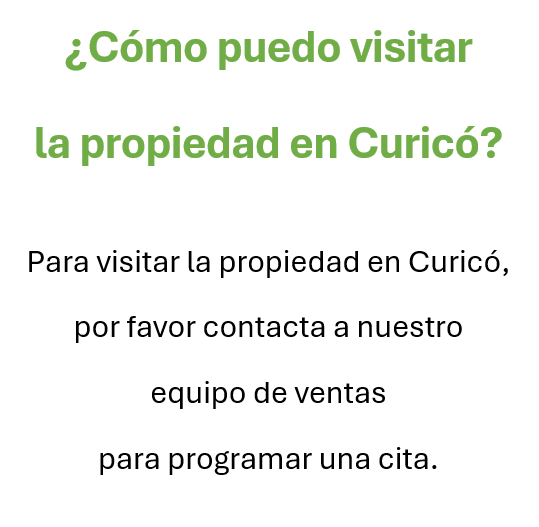 ¿Cómo puedo visitar
la propiedad en Curicó?
Para visitar la propiedad en Curicó,
por favor contacta a nuestro
equipo de ventas
para programar una cita.